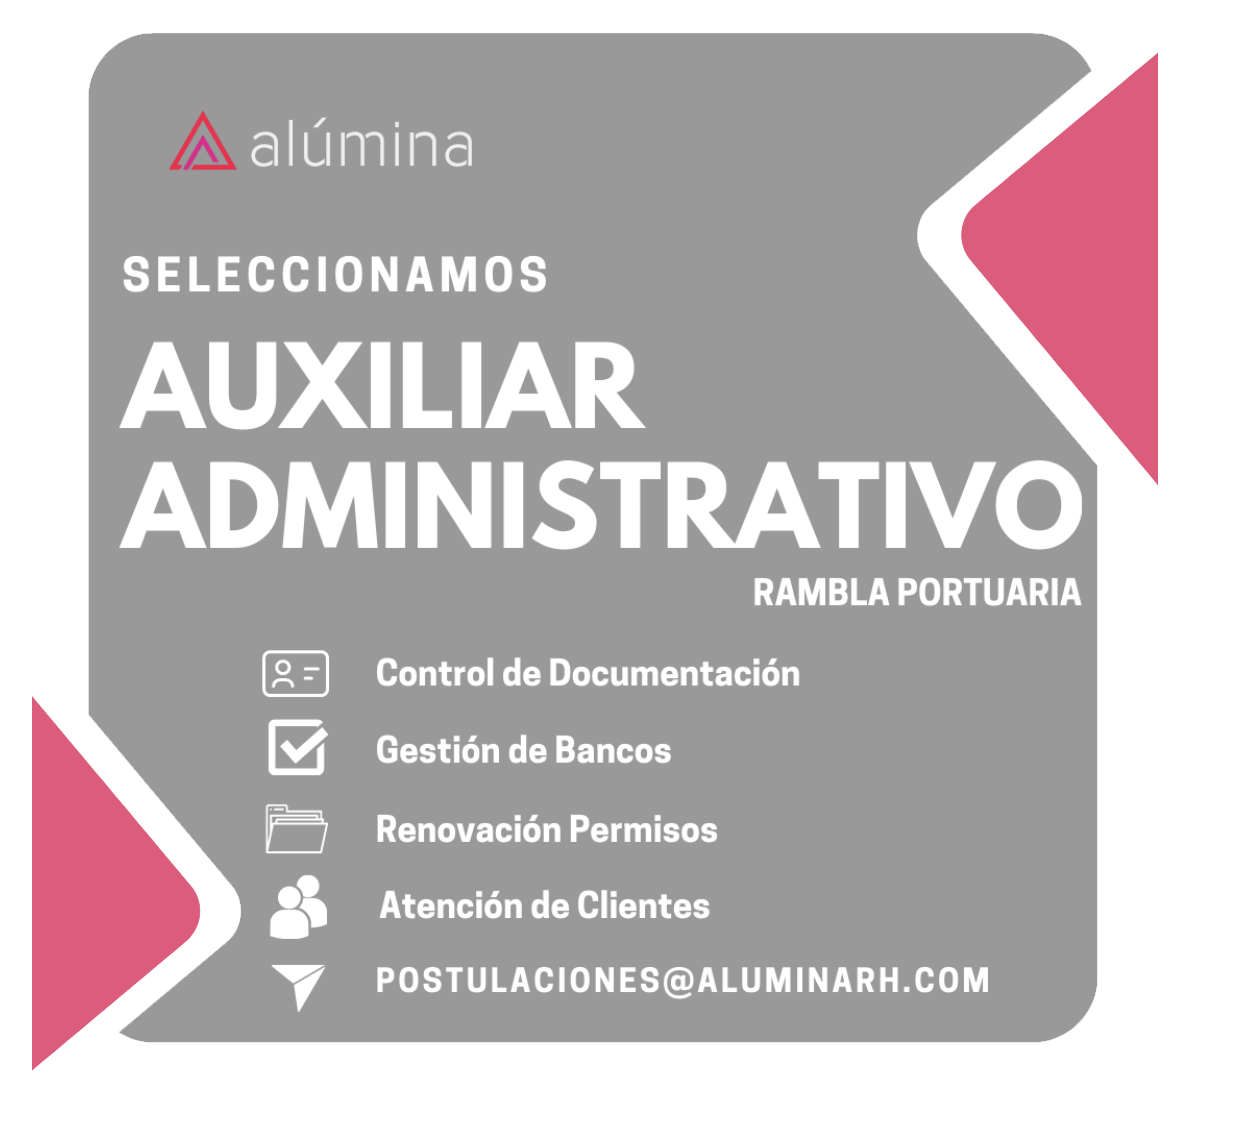 alúmina
SELECCIONAMOS
AUXILIAR
ADMINISTRATIVO
RAMBLA PORTUARIA
Control de Documentación
Gestión de Bancos
Renovación Permisos
Atención de Clientes
POSTULACIONES@ALUMINARH.COM